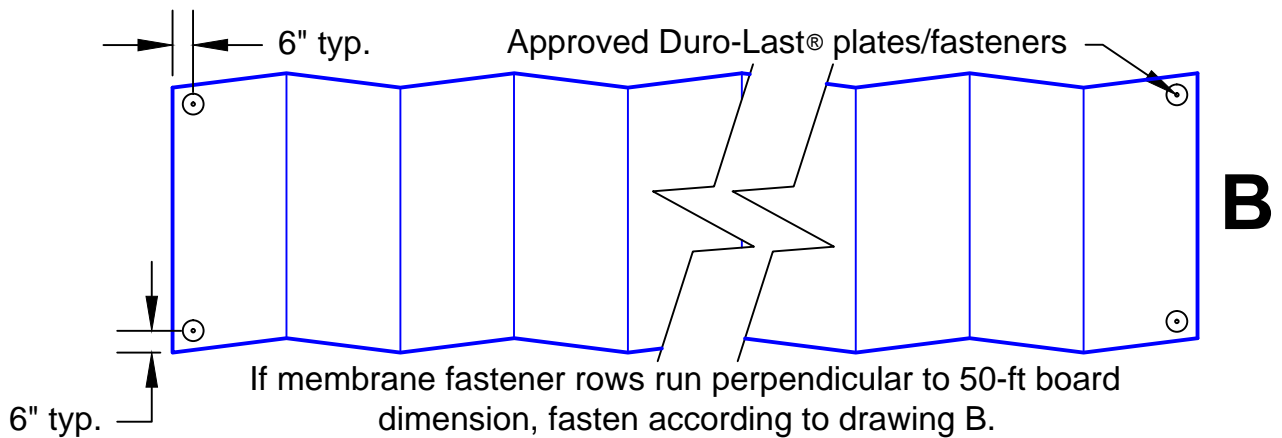 6" typ.
Approved Duro-Last® plates/fasteners
B
If membrane fastener rows run perpendicular to 50-ft board
dimension, fasten according to drawing B.
6" typ.